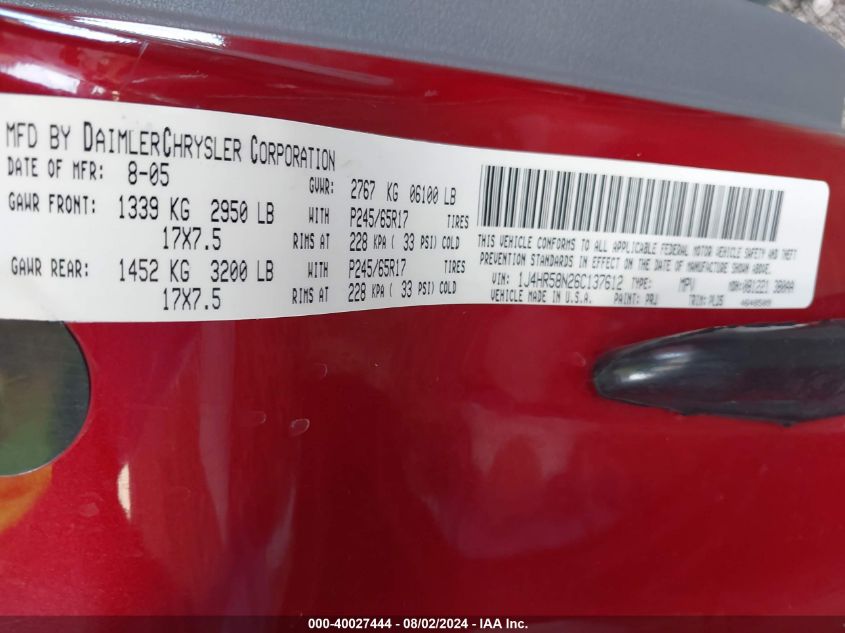 MFD BY DAIMLERCHRYSLER CORPORATION
DATE OF MFR: 8-05 GVWR: 2767 KG 06100 LB
GAWR FRONT: 1339 KG 2950 LB WITH P245/65R17 TIRES
17X7.5 RIMS AT 228 KPA ( 33 PSI) COLD
GAWR REAR: 1452 KG 3200 LB WITH P245/65R17 TIRES
17X7.5 RIMS AT 228 KPA ( 33 PSI) COLD
THIS VEHICLE CONFORMS TO ALL APPLICABLE FEDERAL MOTOR VEHICLE SAFETY AND THEFT
PREVENTION STANDARDS IN EFFECT ON THE DATE OF MANUFACTURE SHOWN ABOVE.
VIN: 1J4HR58N26C137612 TYPE: MPV MDH:
VEHICLE MADE IN U.S.A. PAINT: PRJ TRIM:
000-40027444 - 08/02/2024 - IAA Inc.